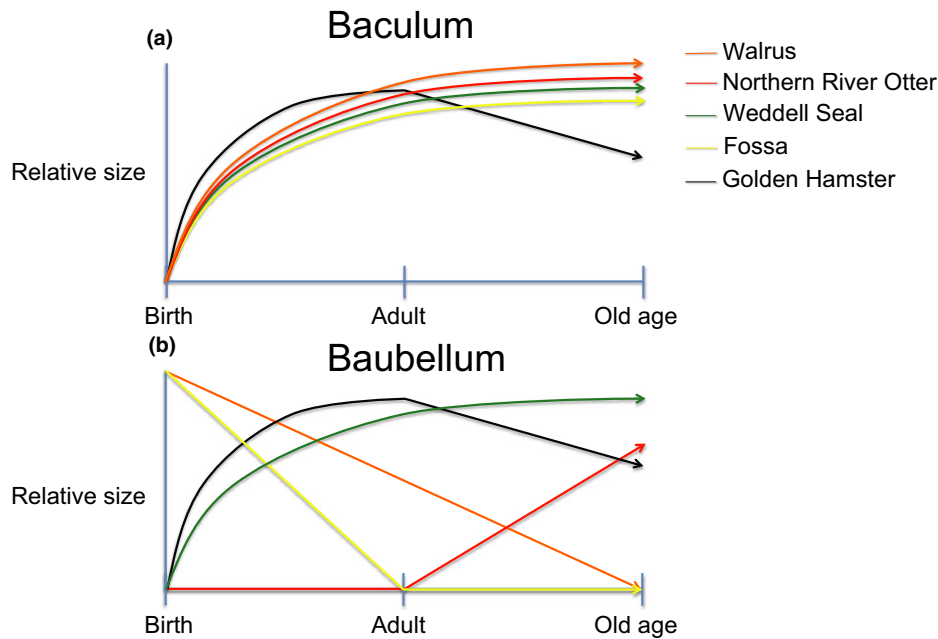 (a)
Baculum
Walrus
Northern River Otter
Weddell Seal
Fossa
Golden Hamster
Relative size
Birth
Adult
Old age
(b)
Baubellum
Relative size
Birth
Adult
Old age